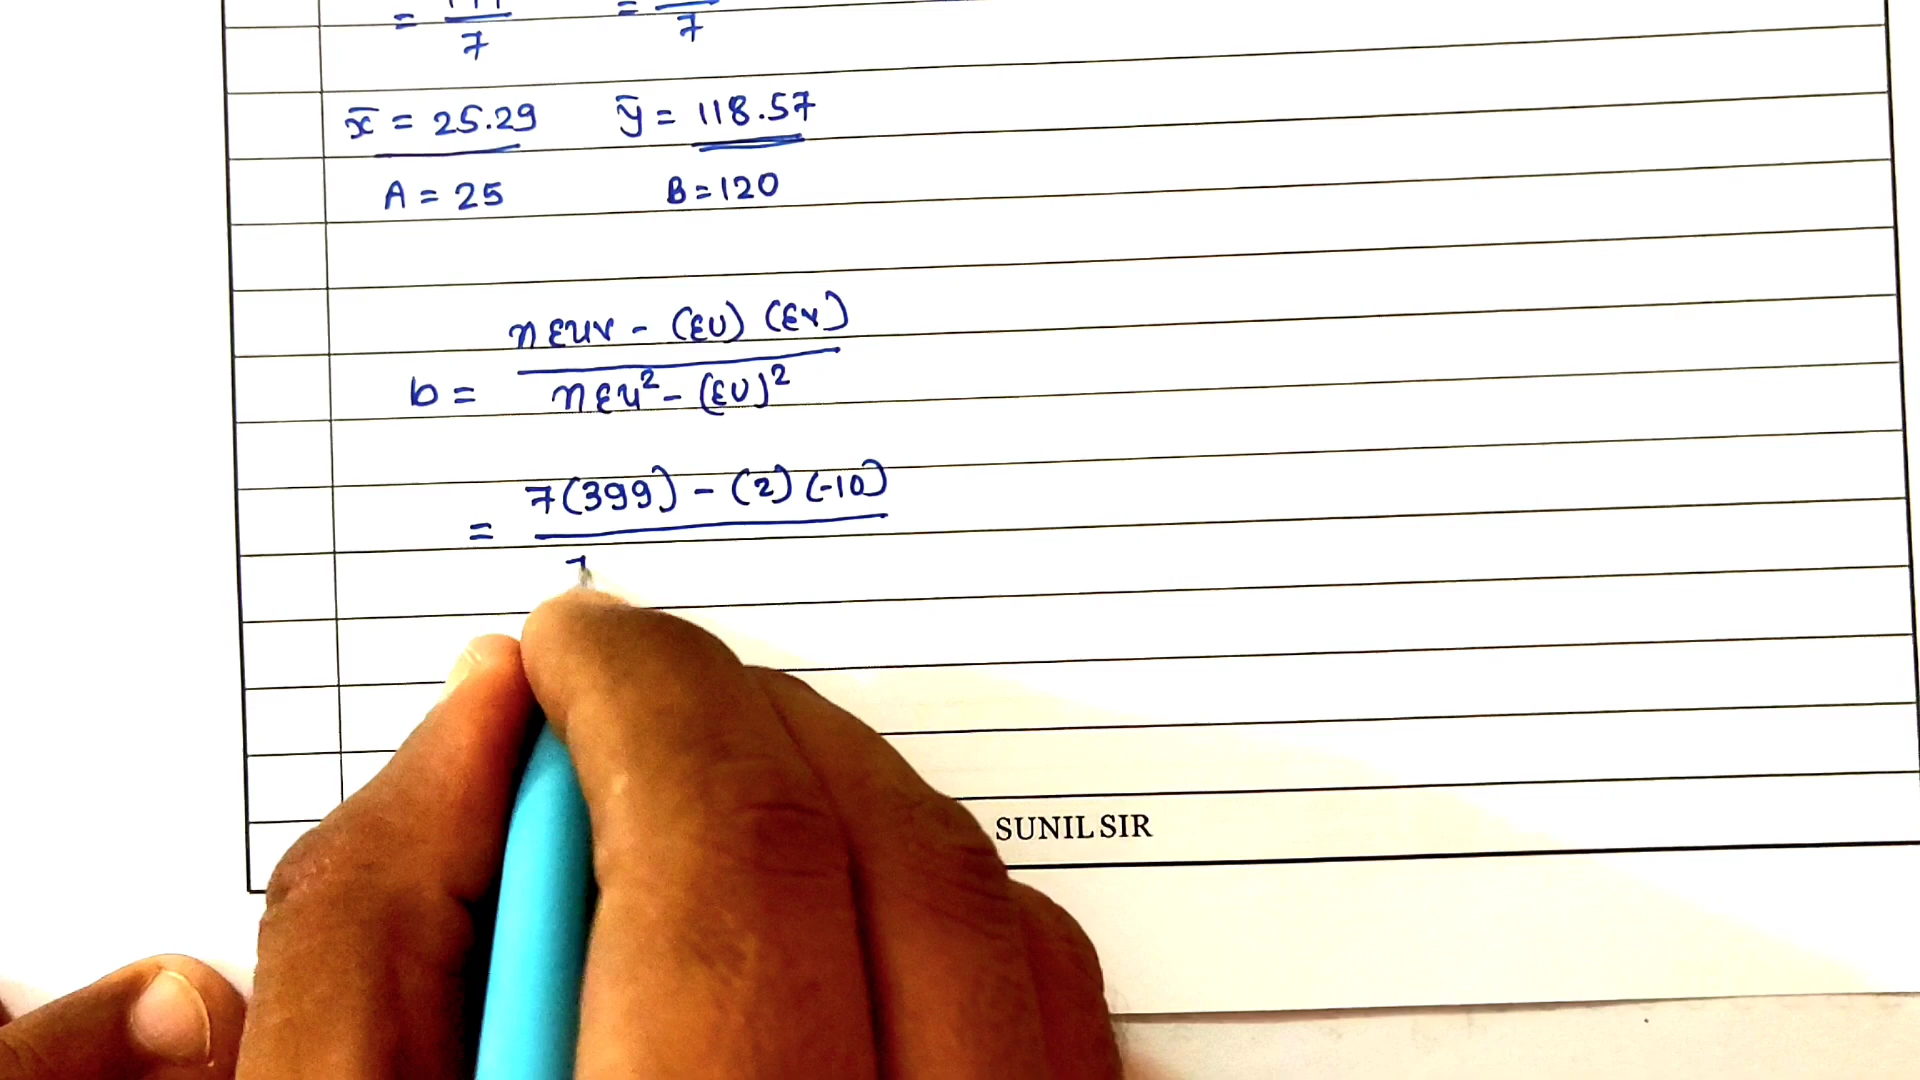 = 7 = 7
x̄ = 25.29 ȳ = 118.57
A = 25 B = 120
nΣuv - (Σu) (Σv)
b = nΣu² - (Σu)²
7(399) - (2) (-10)
=
7
SUNIL SIR